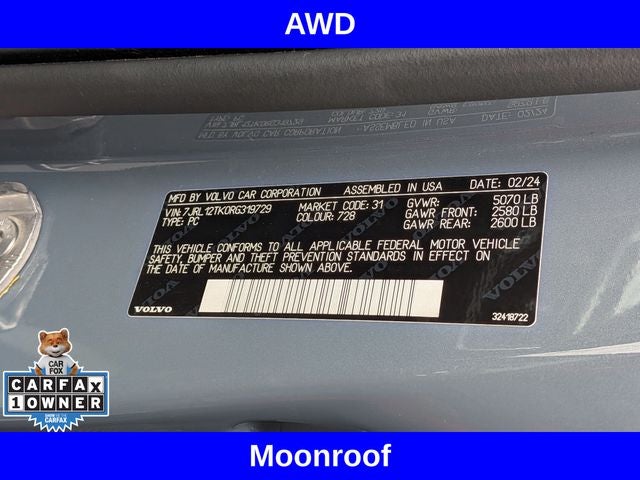 AWD
MFD BY VOLVO CAR CORPORATION ASSEMBLED IN USA DATE: 02/24
VIN: 7JRL12TK0RG319729 MARKET CODE: 31 GVWR: 5070 LB
TYPE: PC COLOUR: 728 GAWR FRONT: 2580 LB
GAWR REAR: 2600 LB
THIS VEHICLE CONFORMS TO ALL APPLICABLE FEDERAL MOTOR VEHICLE
SAFETY, BUMPER AND THEFT PREVENTION STANDARDS IN EFFECT ON
THE DATE OF MANUFACTURE SHOWN ABOVE.
VOLVO 32418722
CAR
FOX
CARFAX
1 OWNER
CARFAX
Moonroof